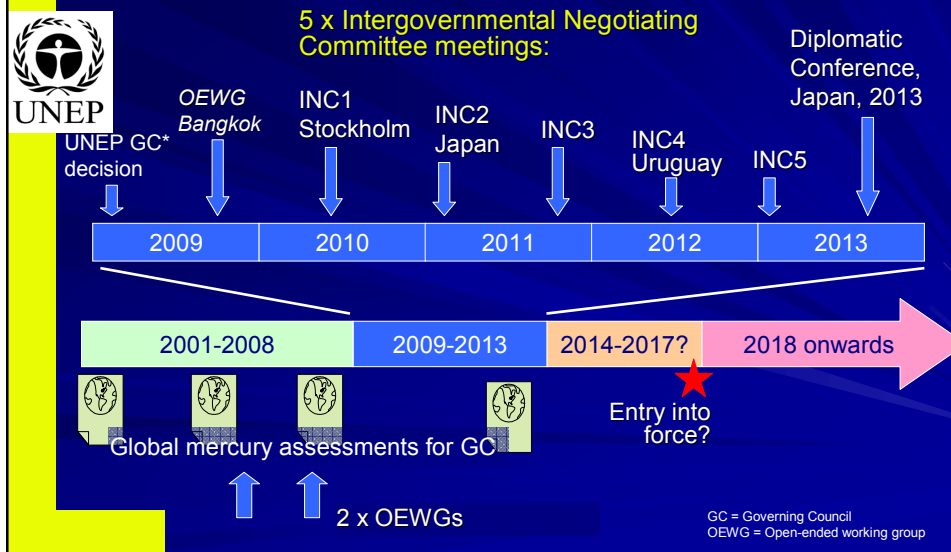 5 x Intergovernmental Negotiating
Committee meetings:
UNEP
UNEP GC*
decision
OEWG
Bangkok
INC1
Stockholm
INC2
Japan
INC3
INC4
Uruguay
INC5
Diplomatic
Conference,
Japan, 2013
2009
2010
2011
2012
2013
2001-2008
2009-2013
2014-2017?
2018 onwards
Entry into
force?
Global mercury assessments for GC
2 x OEWGs
GC = Governing Council
OEWG = Open-ended working group